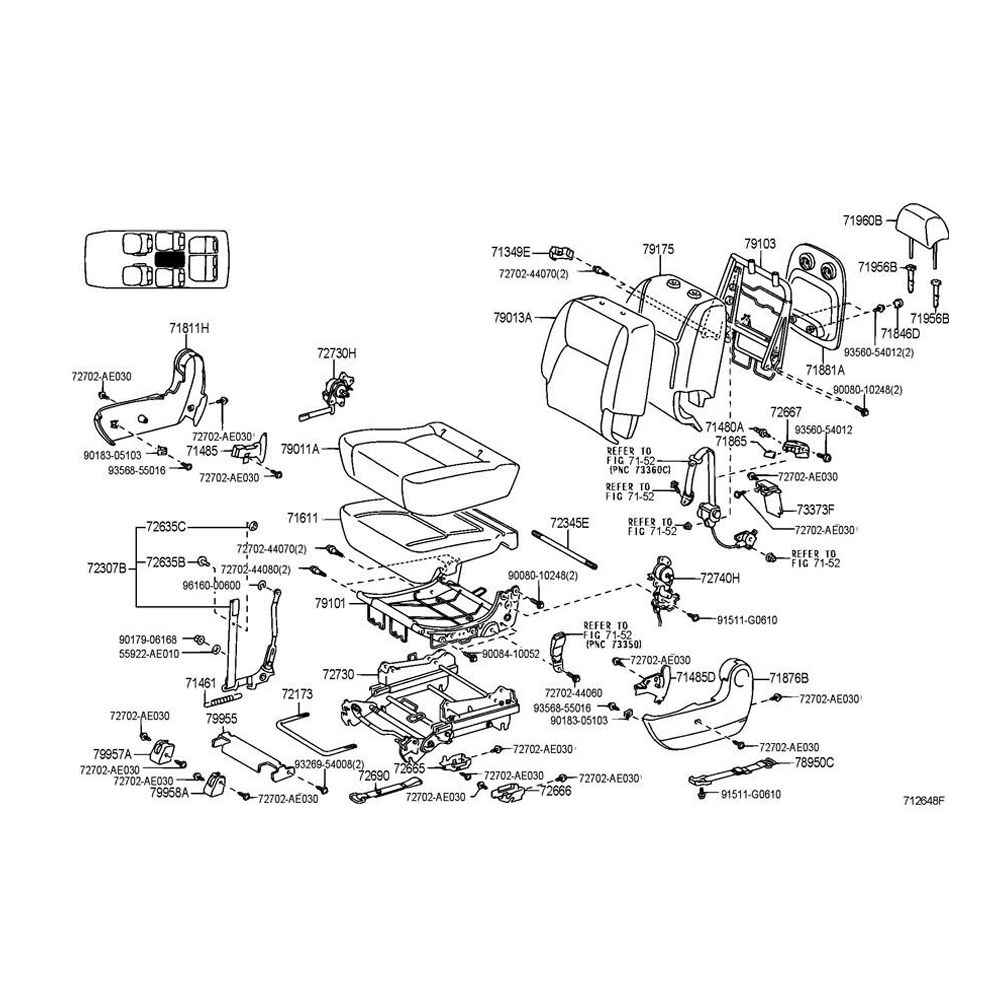 71960B
71349E
79175
79103
72702-44070(2)
71956B
79013A
71956B
71846D
71811H
93560-54012(2)
72730H
71881A
72702-AE030
90080-10248(2)
72667
71480A
93560-54012
72702-AE030
71865
79011A
90183-05103
71485
REFER TO
FIG 71-52
(PNC 73360C)
93568-55016
72702-AE030
72702-AE030
REFER TO
FIG 71-52
73373F
71611
72345E
REFER TO
FIG 71-52
72702-AE030
72635C
72702-44070(2)
REFER TO
FIG 71-52
72635B
72307B
72702-44080(2)
96160-00600
90080-10248(2)
72740H
79101
91511-G0610
REFER TO
FIG 71-52
(PNC 73350)
90179-06168
55922-AE010
90084-10052
72702-AE030
72730
71485D
71876B
71461
72173
72702-44060
72702-AE030
93568-55016
72702-AE030
79955
90183-05103
72702-AE030
72702-AE030
79957A
93269-54008(2)
72665
78950C
72702-AE030
72690
72702-AE030
72702-AE030
72702-AE030
79958A
72702-AE030
72702-AE030
72666
91511-G0610
712648F